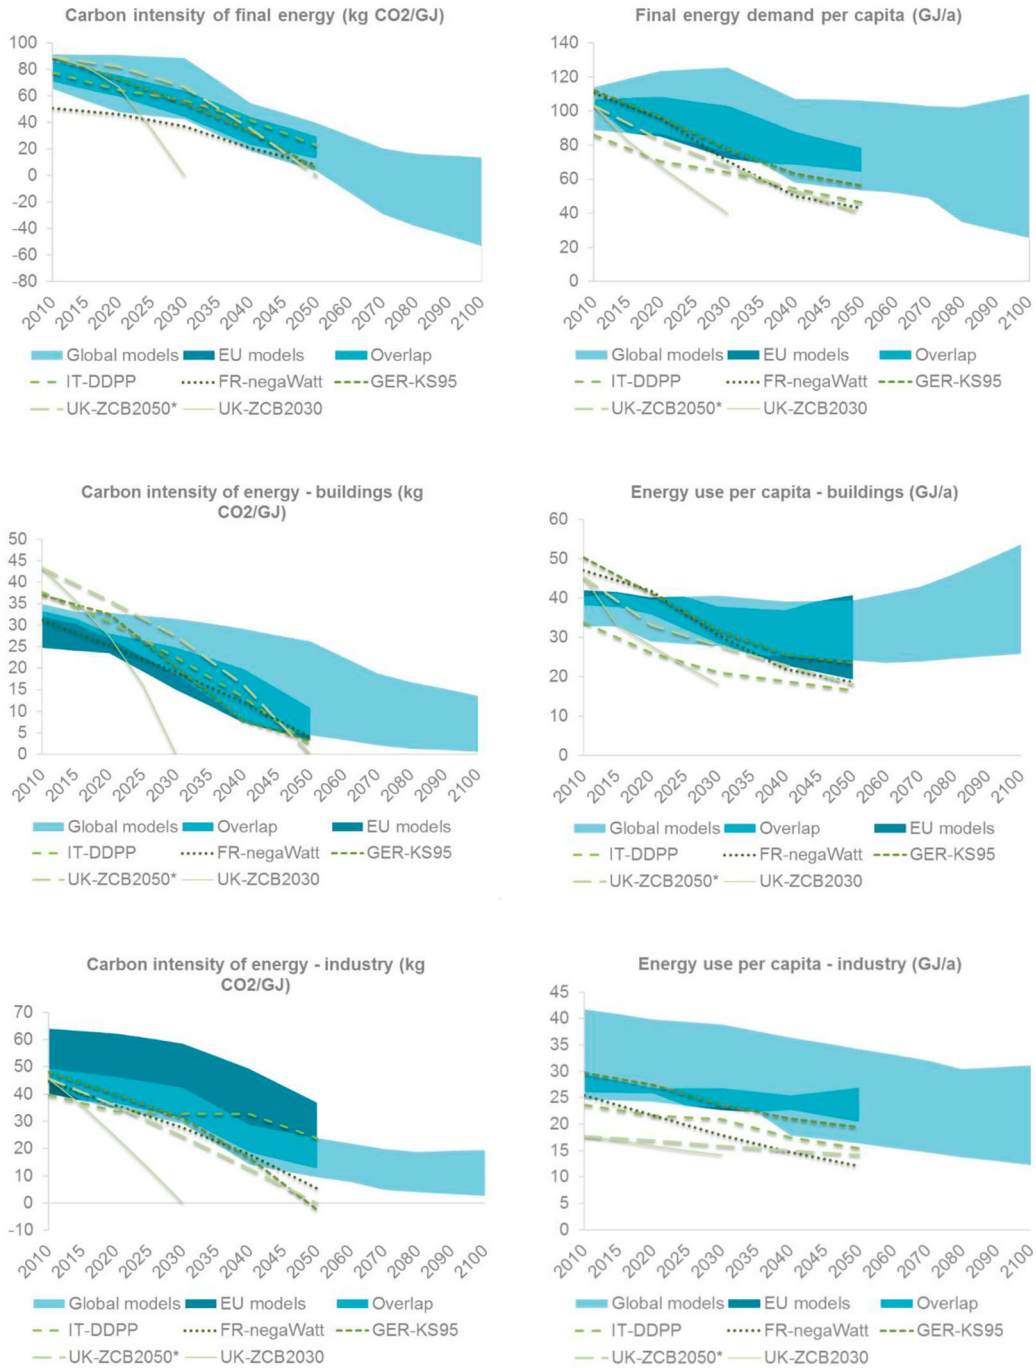 Carbon intensity of final energy (kg CO2/GJ)
100
80
60
40
20
0
-20
-40
-60
-80
2010 2015 2020 2025 2030 2035 2040 2045 2050 2060 2070 2080 2090 2100
Global models EU models Overlap
IT-DDPP FR-negaWatt GER-KS95
UK-ZCB2050* UK-ZCB2030
Final energy demand per capita (GJ/a)
140
120
100
80
60
40
20
0
2010 2015 2020 2025 2030 2035 2040 2045 2050 2060 2070 2080 2090 2100
Global models EU models Overlap
IT-DDPP FR-negaWatt GER-KS95
UK-ZCB2050* UK-ZCB2030
Carbon intensity of energy - buildings (kg
CO2/GJ)
50
45
40
35
30
25
20
15
10
5
0
2010 2015 2020 2025 2030 2035 2040 2045 2050 2060 2070 2080 2090 2100
Global models Overlap EU models
IT-DDPP FR-negaWatt GER-KS95
UK-ZCB2050* UK-ZCB2030
Energy use per capita - buildings (GJ/a)
60
50
40
30
20
10
0
2010 2015 2020 2025 2030 2035 2040 2045 2050 2060 2070 2080 2090 2100
Global models Overlap EU models
IT-DDPP FR-negaWatt GER-KS95
UK-ZCB2050* UK-ZCB2030
Carbon intensity of energy - industry (kg
CO2/GJ)
70
60
50
40
30
20
10
0
-10
2010 2015 2020 2025 2030 2035 2040 2045 2050 2060 2070 2080 2090 2100
Global models EU models Overlap
IT-DDPP FR-negaWatt GER-KS95
UK-ZCB2050* UK-ZCB2030
Energy use per capita - industry (GJ/a)
45
40
35
30
25
20
15
10
5
0
2010 2015 2020 2025 2030 2035 2040 2045 2050 2060 2070 2080 2090 2100
Global models EU models Overlap
IT-DDPP FR-negaWatt GER-KS95
UK-ZCB2050* UK-ZCB2030